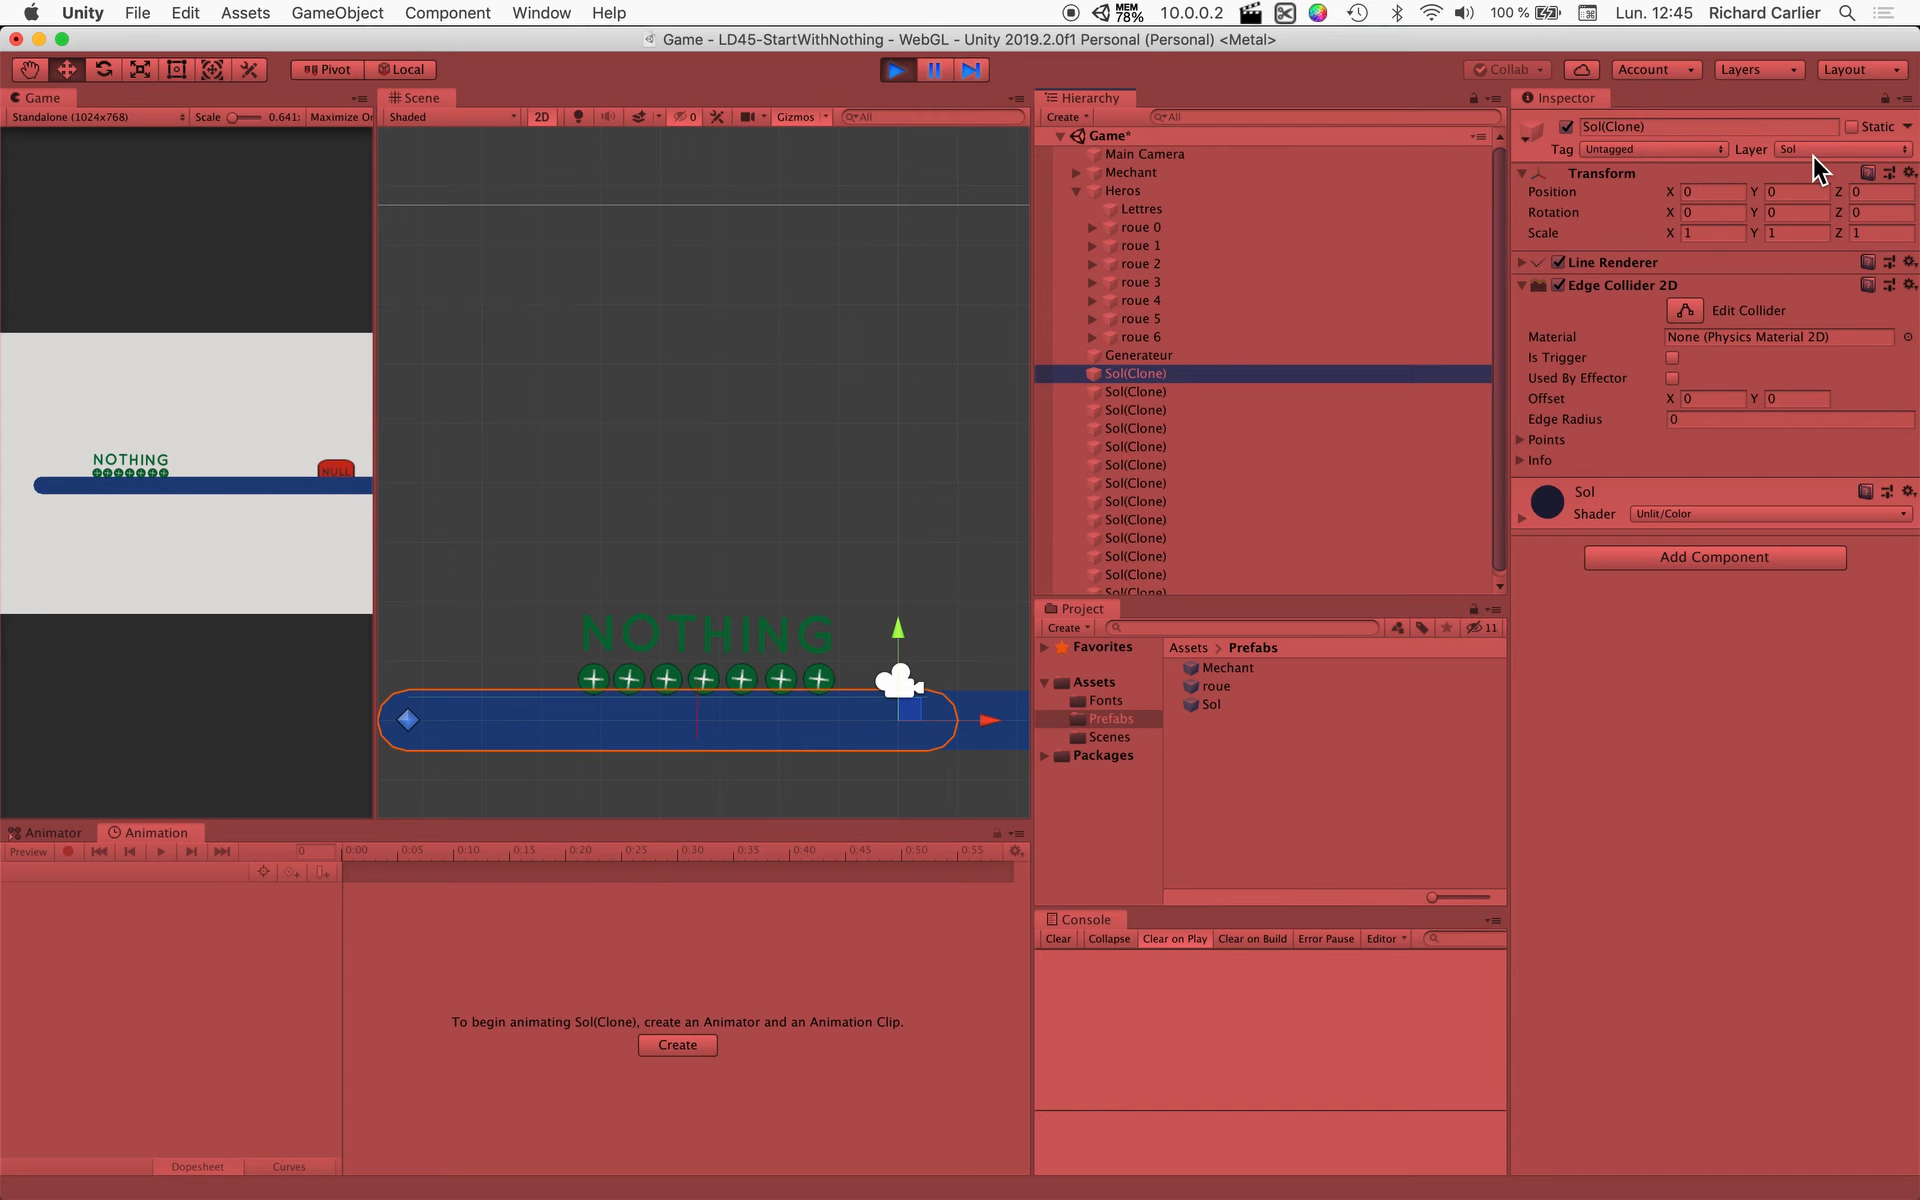 Unity File Edit Assets GameObject Component Window Help MEM 78% 10.0.0.2 100 % Lun. 12:45 Richard Carlier
Game - LD45-StartWithNothing - WebGL - Unity 2019.2.0f1 Personal (Personal) <Metal>
Pivot Local Collab Account Layers Layout
Game
Standalone (1024x768) Scale 0.641: Maximize Or
NOTHING
NULL
Scene
Shaded 2D 0 Gizmos All
NOTHING
Animator Animation
Preview 0 0:00 0:05 0:10 0:15 0:20 0:25 0:30 0:35 0:40 0:45 0:50 0:55
To begin animating Sol(Clone), create an Animator and an Animation Clip.
Create
Dopesheet Curves
Hierarchy
Create All
Game*
Main Camera
Mechant
Heros
Lettres
roue 0
roue 1
roue 2
roue 3
roue 4
roue 5
roue 6
Generateur
Sol(Clone)
Sol(Clone)
Sol(Clone)
Sol(Clone)
Sol(Clone)
Sol(Clone)
Sol(Clone)
Sol(Clone)
Sol(Clone)
Sol(Clone)
Sol(Clone)
Sol(Clone)
Sol(Clone)
Project
Create 11
Favorites
Assets
Fonts
Prefabs
Scenes
Packages
Assets > Prefabs
Mechant
roue
Sol
Console
Clear Collapse Clear on Play Clear on Build Error Pause Editor
Inspector
Sol(Clone) Static
Tag Untagged Layer Sol
Transform
Position X 0 Y 0 Z 0
Rotation X 0 Y 0 Z 0
Scale X 1 Y 1 Z 1
Line Renderer
Edge Collider 2D
Edit Collider
Material None (Physics Material 2D)
Is Trigger
Used By Effector
Offset X 0 Y 0
Edge Radius 0
Points
Info
Sol
Shader Unlit/Color
Add Component